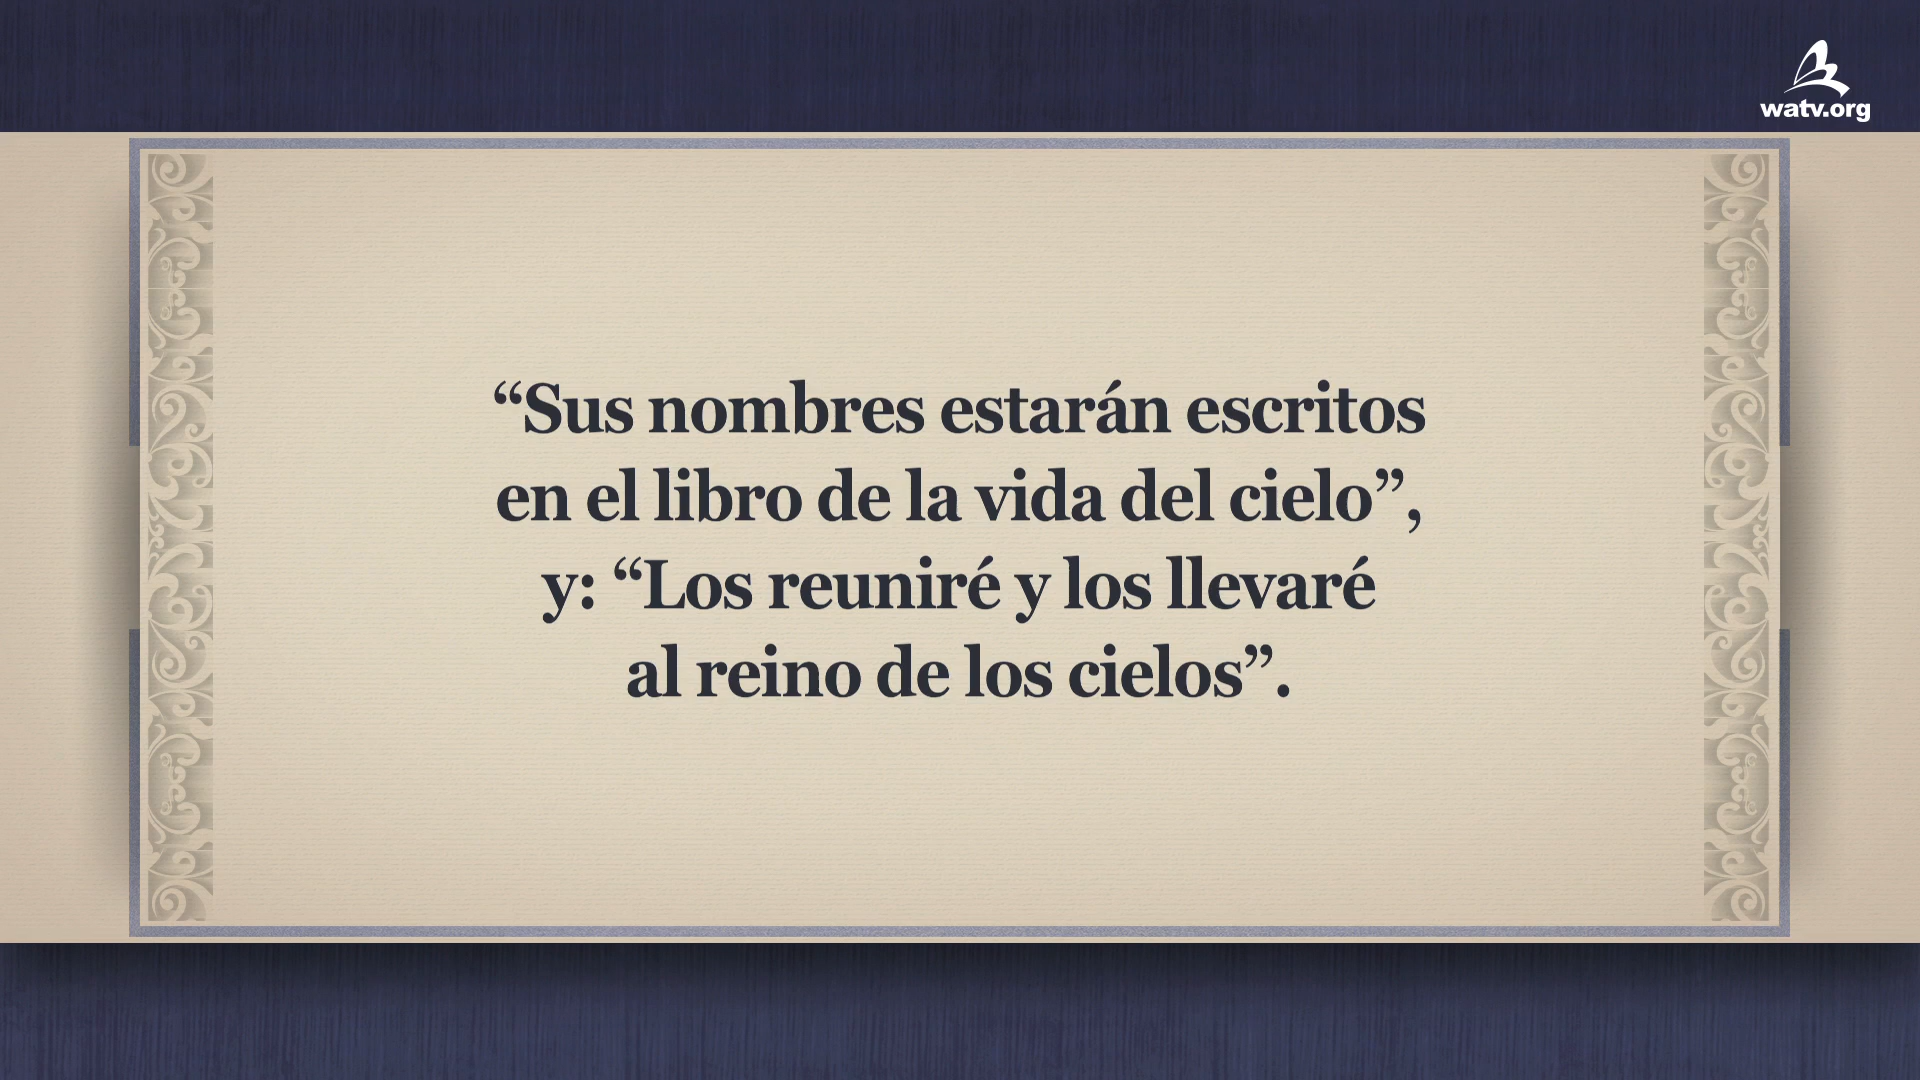 watv.org
“Sus nombres estarán escritos
en el libro de la vida del cielo”,
y: “Los reuniré y los llevaré
al reino de los cielos”.